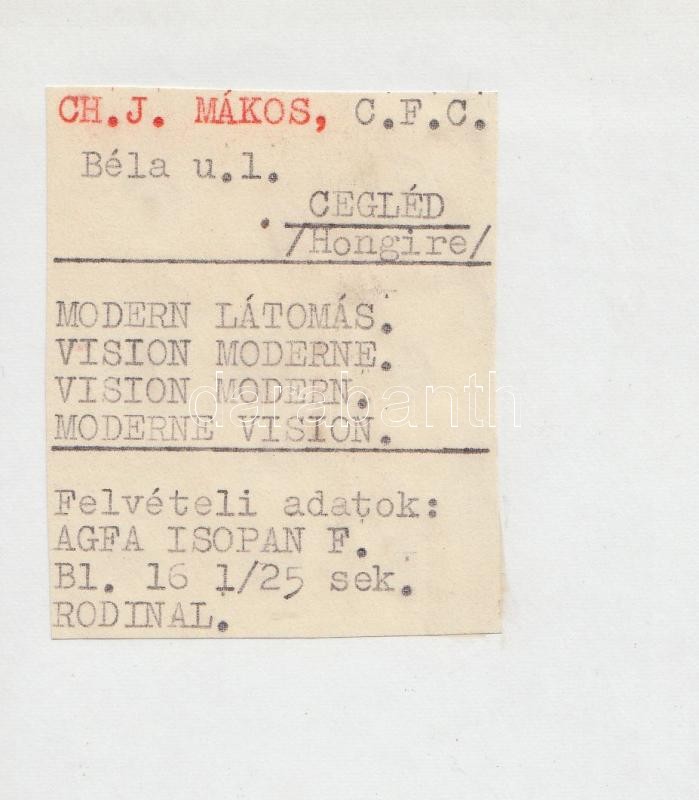 CH.J. MÁKOS, C.F.C.
Béla u.1.
CEGLÉD
/Hongire/
MODERN LÁTOMÁS.
VISION MODERNE.
VISION MODERN.
MODERNE VISION.
darabanth
Felvételi adatok:
AGFA ISOPAN F.
Bl. 16 1/25 sek.
RODINAL.